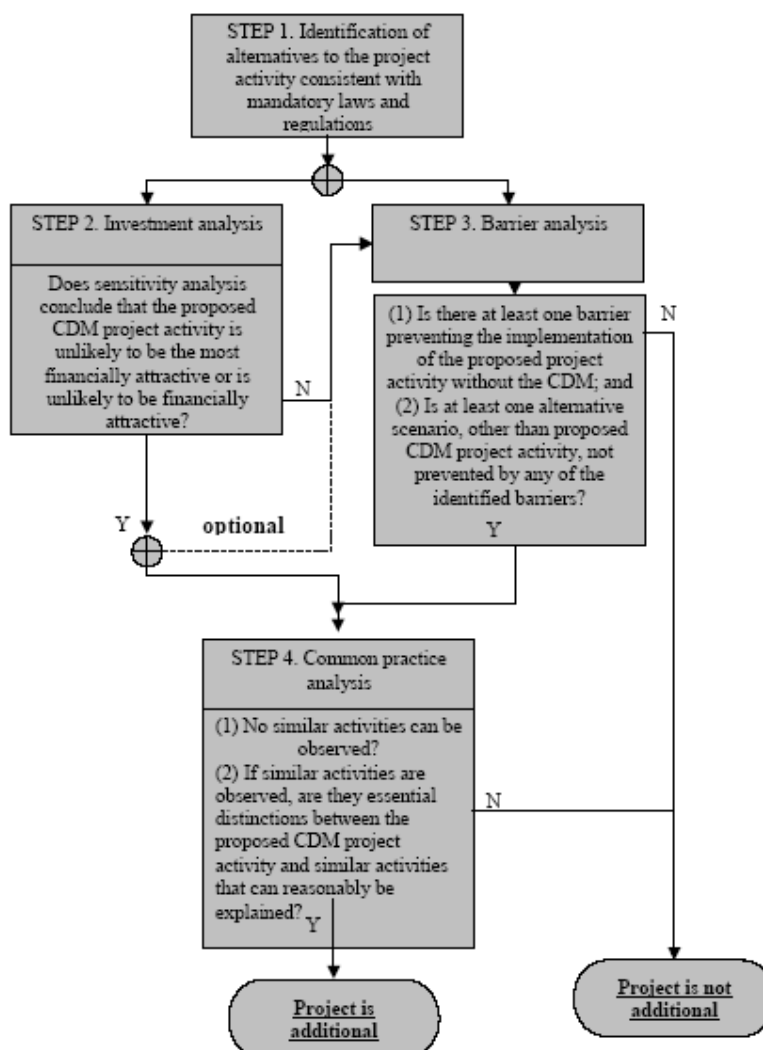 STEP 1. Identification of
alternatives to the project
activity consistent with
mandatory laws and
regulations
STEP 2. Investment analysis
Does sensitivity analysis
conclude that the proposed
CDM project activity is
unlikely to be the most
financially attractive or is
unlikely to be financially
attractive?
N
Y
optional
STEP 3. Barrier analysis
(1) Is there at least one barrier
preventing the implementation
of the proposed project
activity without the CDM; and
(2) Is at least one alternative
scenario, other than proposed
CDM project activity, not
prevented by any of the
identified barriers?
N
Y
STEP 4. Common practice
analysis
(1) No similar activities can be
observed?
(2) If similar activities are
observed, are they essential
distinctions between the
proposed CDM project
activity and similar activities
that can reasonably be
explained?
Y
N
Project is
additional
Project is not
additional